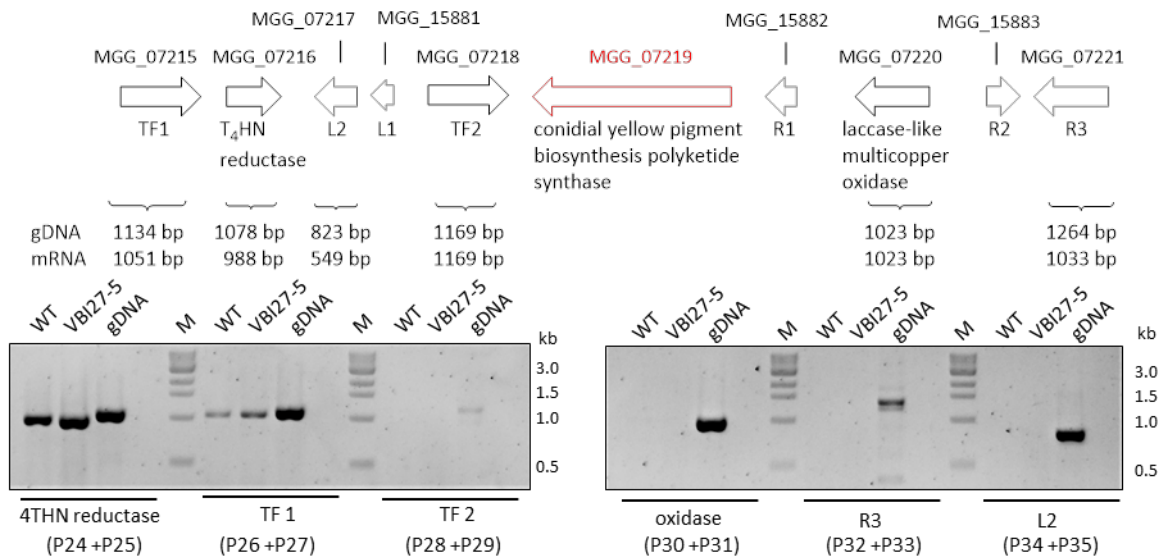 MGG_07217 MGG_15881 MGG_15882 MGG_15883
MGG_07215 MGG_07216 MGG_07218 MGG_07219 MGG_07220 MGG_07221
TF1 T₄HN L2 L1 TF2 conidial yellow pigment R1 laccase-like R2 R3
reductase biosynthesis polyketide multicopper
synthase oxidase
gDNA 1134 bp 1078 bp 823 bp 1169 bp 1023 bp 1264 bp
mRNA 1051 bp 988 bp 549 bp 1169 bp 1023 bp 1033 bp
WT VBI27-5 gDNA M WT VBI27-5 gDNA M WT VBI27-5 gDNA WT VBI27-5 gDNA M WT VBI27-5 gDNA M WT VBI27-5 gDNA
kb kb
3.0 3.0
1.5 1.5
1.0 1.0
0.5 0.5
4THN reductase TF 1 TF 2 oxidase R3 L2
(P24 +P25) (P26 +P27) (P28 +P29) (P30 +P31) (P32 +P33) (P34 +P35)